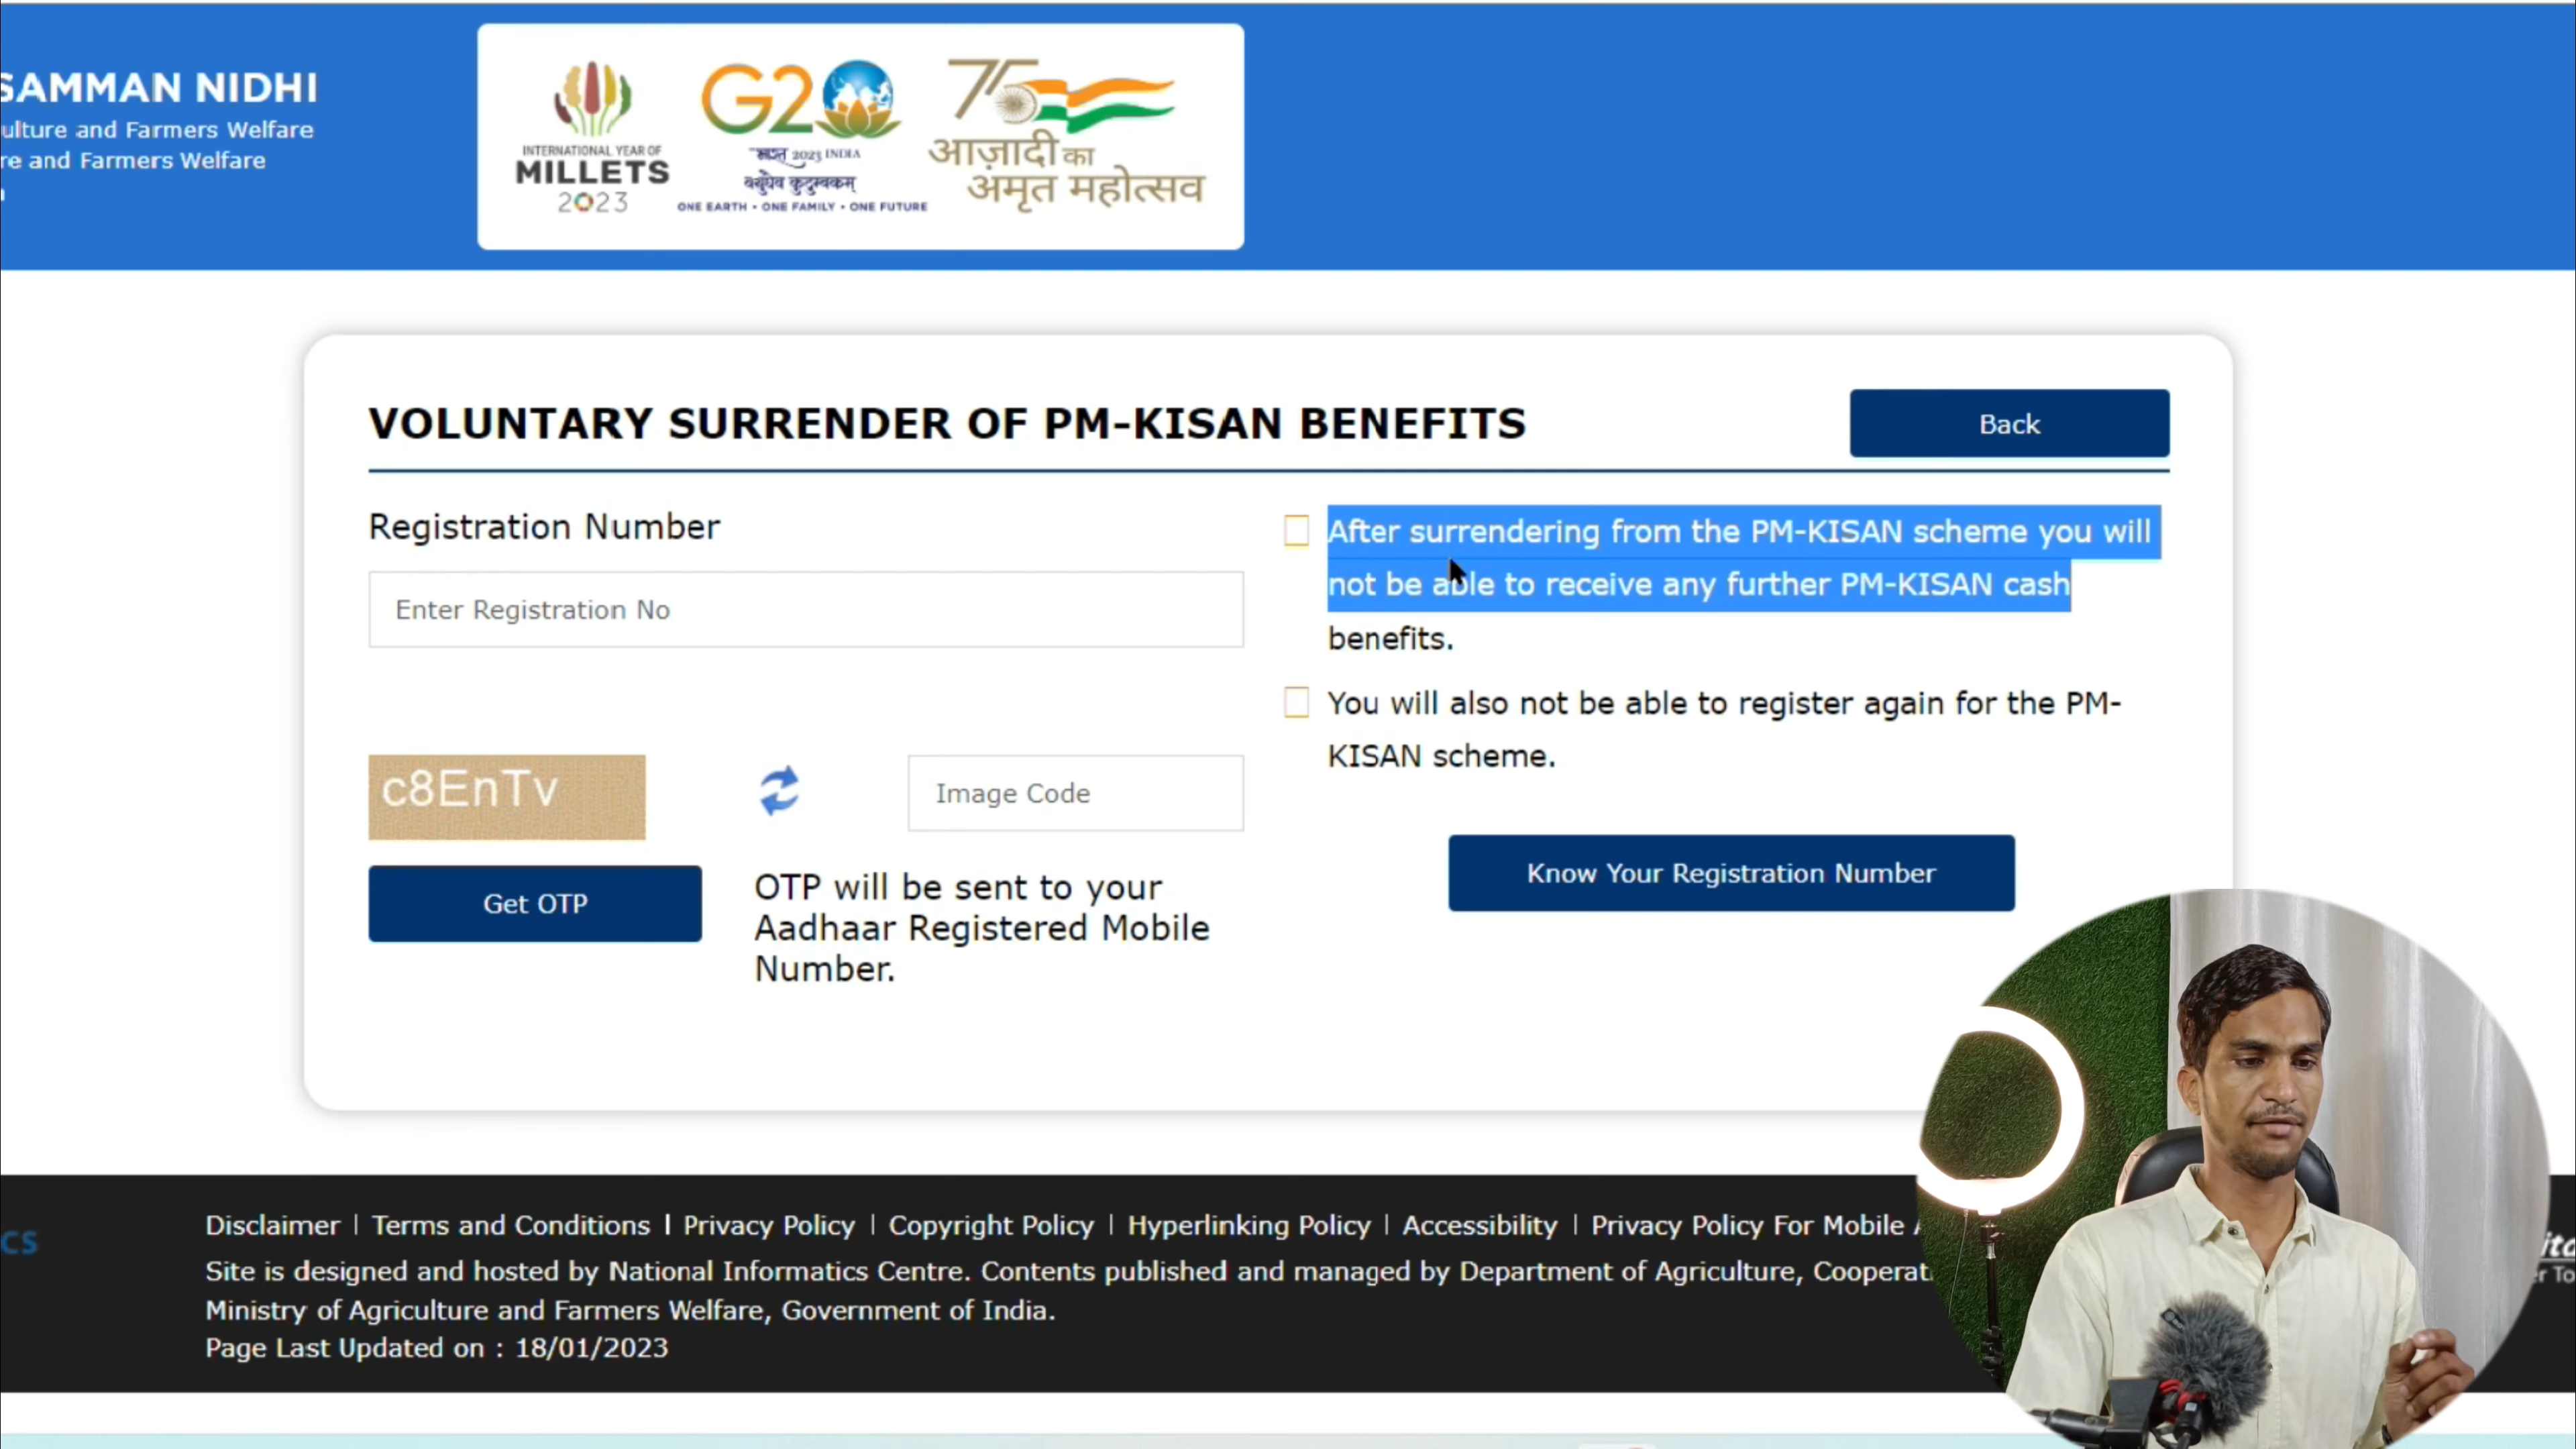 SAMMAN NIDHI
ulture and Farmers Welfare
re and Farmers Welfare
INTERNATIONAL YEAR OF
MILLETS
2023
G20
भारत 2023 INDIA
वसुधैव कुटुम्बकम्
ONE EARTH • ONE FAMILY • ONE FUTURE
75
आज़ादी का
अमृत महोत्सव
VOLUNTARY SURRENDER OF PM-KISAN BENEFITS
Back
Registration Number
Enter Registration No
c8EnTv
Image Code
Get OTP
OTP will be sent to your
Aadhaar Registered Mobile
Number.
After surrendering from the PM-KISAN scheme you will
not be able to receive any further PM-KISAN cash
benefits.
You will also not be able to register again for the PM-
KISAN scheme.
Know Your Registration Number
cs
Disclaimer | Terms and Conditions | Privacy Policy | Copyright Policy | Hyperlinking Policy | Accessibility | Privacy Policy For Mobile
Site is designed and hosted by National Informatics Centre. Contents published and managed by Department of Agriculture, Cooperat
Ministry of Agriculture and Farmers Welfare, Government of India.
Page Last Updated on : 18/01/2023